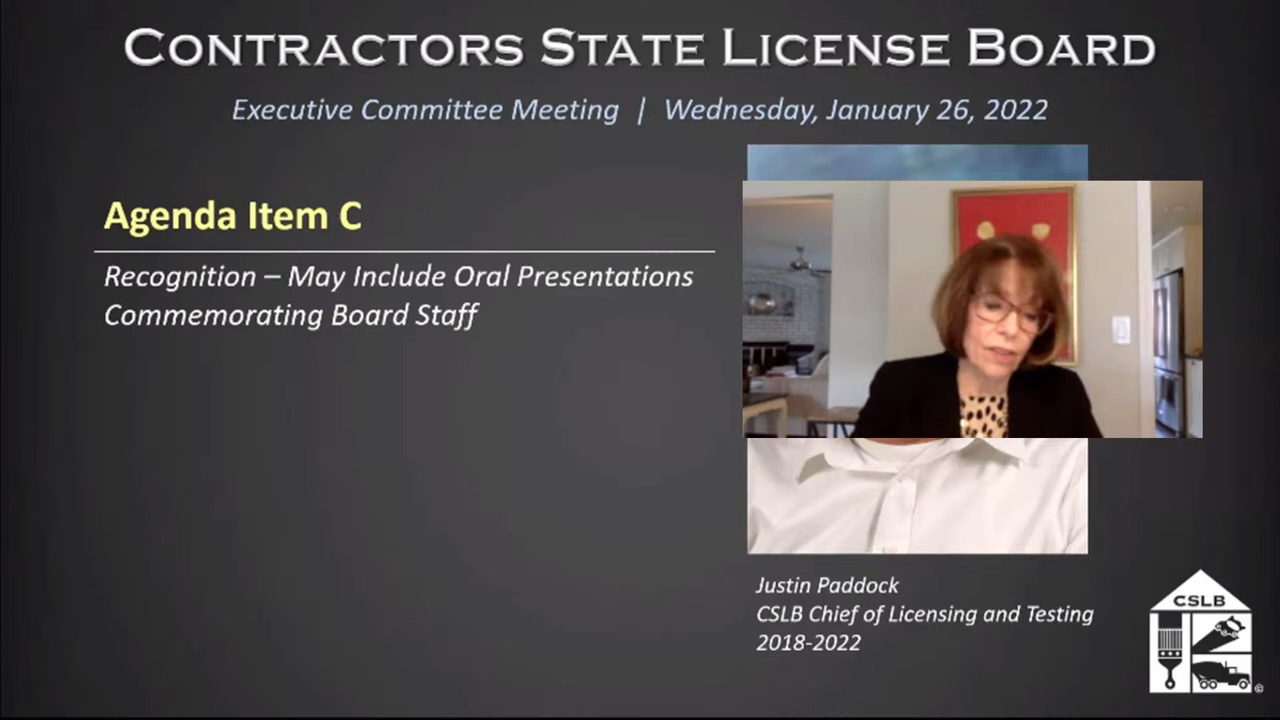 CONTRACTORS STATE LICENSE BOARD
Executive Committee Meeting | Wednesday, January 26, 2022
Agenda Item C
Recognition – May Include Oral Presentations
Commemorating Board Staff
Justin Paddock
CSLB Chief of Licensing and Testing
2018-2022
CSLB
©